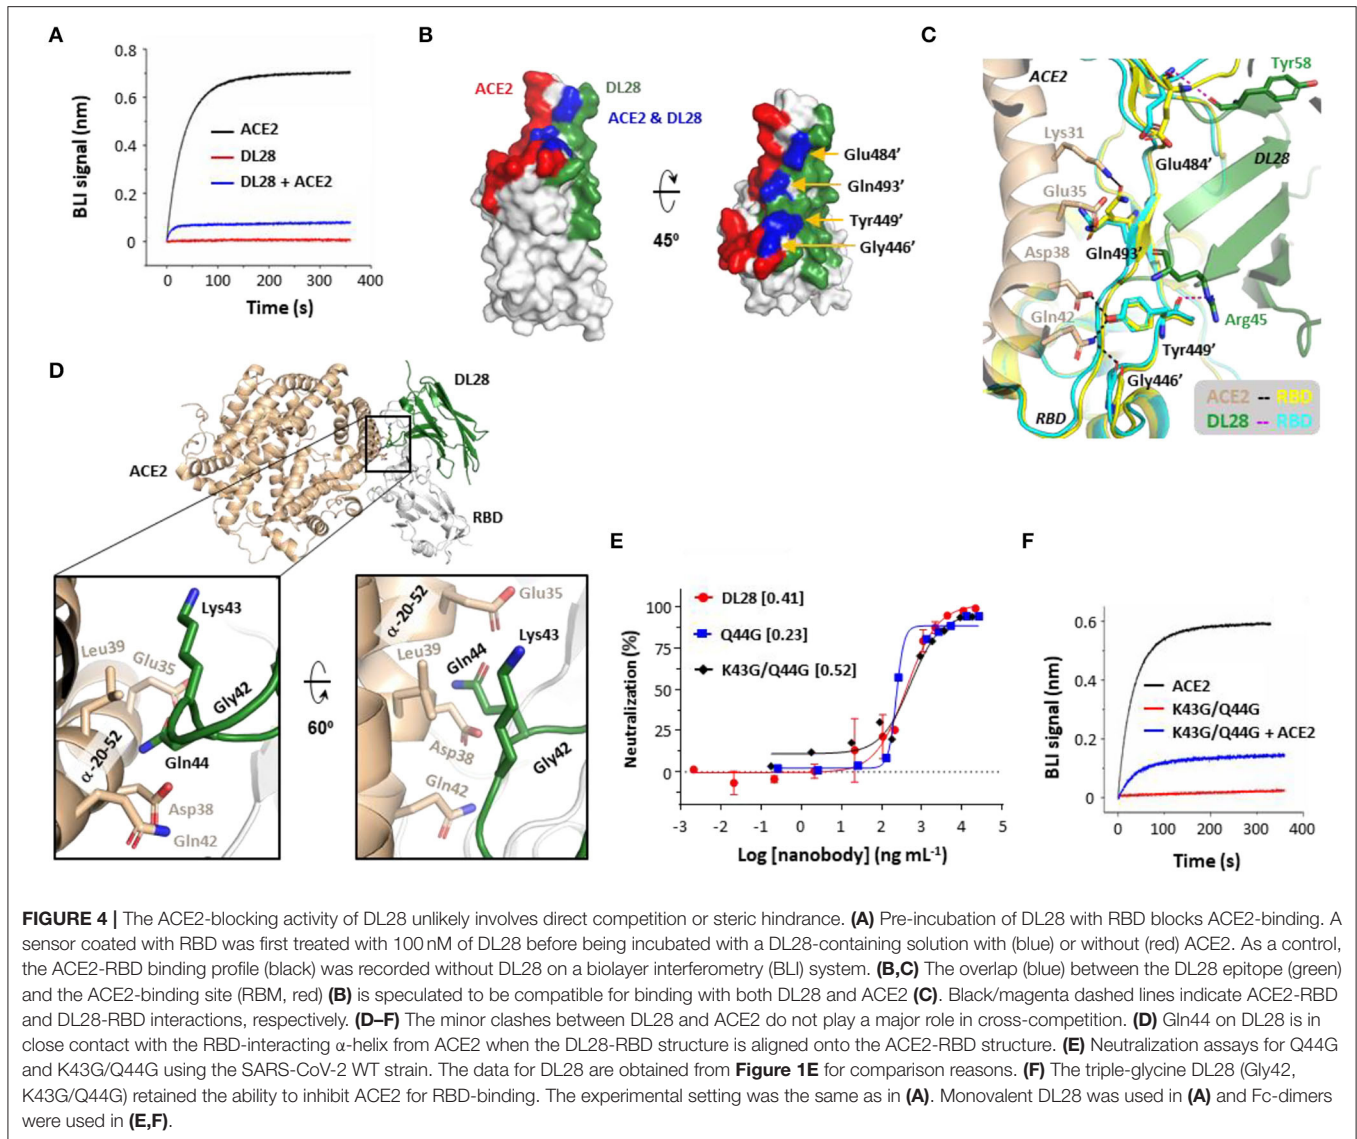 A
0.8
0.6
0.4
0.2
0
BLI signal (nm)
ACE2
DL28
DL28 + ACE2
0 100 200 300 400
Time (s)
B
ACE2
DL28
ACE2 & DL28
45⁰
Glu484’
Gln493’
Tyr449’
Gly446’
C
ACE2
Tyr58
Lys31
Glu484’
DL28
Glu35
Gln493’
Asp38
Gln42
Arg45
Tyr449’
Gly446’
RBD
ACE2 -- RBD
DL28 -- RBD
D
DL28
ACE2
RBD
Lys43
Leu39
Glu35
Gly42
α-20-52
Gln44
Asp38
Gln42
60⁰
α-20-52
Glu35
Lys43
Leu39
Gln44
Asp38
Gly42
Gln42
E
100
75
50
25
0
Neutralization (%)
DL28 [0.41]
Q44G [0.23]
K43G/Q44G [0.52]
-3 -2 -1 0 1 2 3 4 5
Log [nanobody] (ng mL-1)
F
0.6
0.4
0.2
0
BLI signal (nm)
ACE2
K43G/Q44G
K43G/Q44G + ACE2
0 100 200 300 400
Time (s)
FIGURE 4 | The ACE2-blocking activity of DL28 unlikely involves direct competition or steric hindrance. (A) Pre-incubation of DL28 with RBD blocks ACE2-binding. A
sensor coated with RBD was first treated with 100 nM of DL28 before being incubated with a DL28-containing solution with (blue) or without (red) ACE2. As a control,
the ACE2-RBD binding profile (black) was recorded without DL28 on a biolayer interferometry (BLI) system. (B,C) The overlap (blue) between the DL28 epitope (green)
and the ACE2-binding site (RBM, red) (B) is speculated to be compatible for binding with both DL28 and ACE2 (C). Black/magenta dashed lines indicate ACE2-RBD
and DL28-RBD interactions, respectively. (D–F) The minor clashes between DL28 and ACE2 do not play a major role in cross-competition. (D) Gln44 on DL28 is in
close contact with the RBD-interacting α-helix from ACE2 when the DL28-RBD structure is aligned onto the ACE2-RBD structure. (E) Neutralization assays for Q44G
and K43G/Q44G using the SARS-CoV-2 WT strain. The data for DL28 are obtained from Figure 1E for comparison reasons. (F) The triple-glycine DL28 (Gly42,
K43G/Q44G) retained the ability to inhibit ACE2 for RBD-binding. The experimental setting was the same as in (A). Monovalent DL28 was used in (A) and Fc-dimers
were used in (E,F).